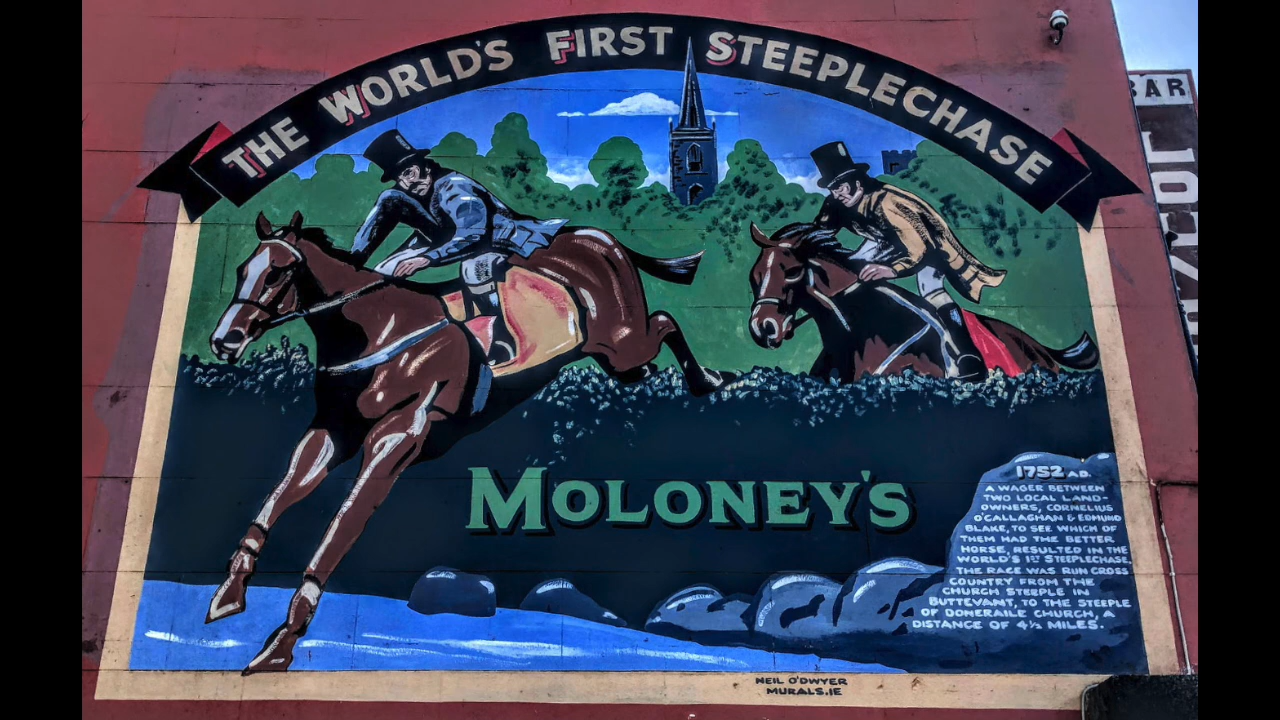 THE WORLD'S FIRST STEEPLECHASE
BAR
MOLONEY'S
1752 A.D.
A WAGER BETWEEN
TWO LOCAL LAND-
OWNERS, CORNELIUS
O'CALLAGHAN & EDMUND
BLAKE, TO SEE WHICH OF
THEM HAD THE BETTER
HORSE, RESULTED IN THE
WORLD'S 1ST STEEPLECHASE.
THE RACE WAS RUN CROSS
COUNTRY FROM THE
CHURCH STEEPLE IN
BUTTEVANT, TO THE STEEPLE
OF DONERAILE CHURCH, A
DISTANCE OF 4½ MILES.
NEIL O'DWYER
MURALS.IE